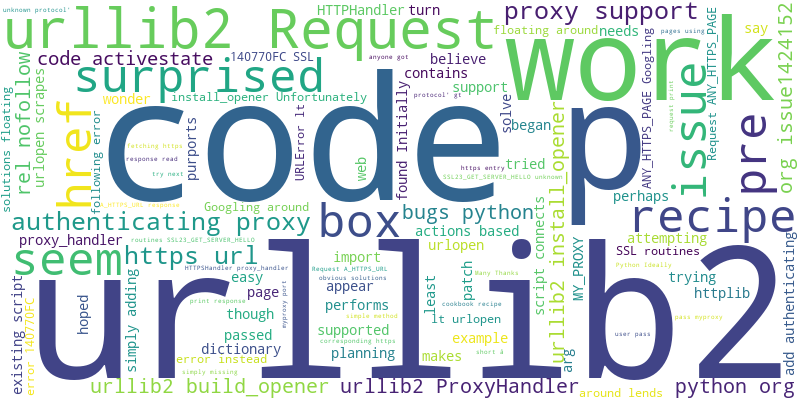 unknown protocol'
urllib2 Request
HTTPHandler
turn
140770FC SSL
proxy support
code activestate
floating around
needs
anyone got
believe
say
pages using
contains
surprised
work
install_opener Unfortunately
protocol' gt
support
solve
issue
Request ANY_HTTPS_PAGE
ANY_HTTPS_PAGE Googling
pre
org issue1424152
solutions floating
rel nofollow
urlopen scrapes
href
following error
wonder
code p
purports
URLError lt
found Initially
web
began
tried
perhaps
request print
fetching https
response read
try next
https entry
SSL23_GET_SERVER_HELLO unknown
A_HTTPS_URL response
Googling around
authenticating proxy
box
bugs python
recipe
actions based
script connects
urllib2 install_opener
proxy_handler
routines SSL23_GET_SERVER_HELLO
urlopen
attempting
SSL routines
seem
https url
import
MY_PROXY
HTTPSHandler proxy_handler
Request A_HTTPS_URL
obvious solutions
Many Thanks
Python ideally
trying
easy
appear
least
patch
httplib
existing script
error 140770FC
hoped
simply adding
page
print response
myproxy port
performs
cookbook recipe
though
simple method
lt urlopen
example
pass myproxy
passed
supported
user pass
dictionary
corresponding https
planning
makes
short 4
arg
error instead
simply missing
urllib2
add authenticating
urllib2 build_opener
urllib2 ProxyHandler
around lends
python org